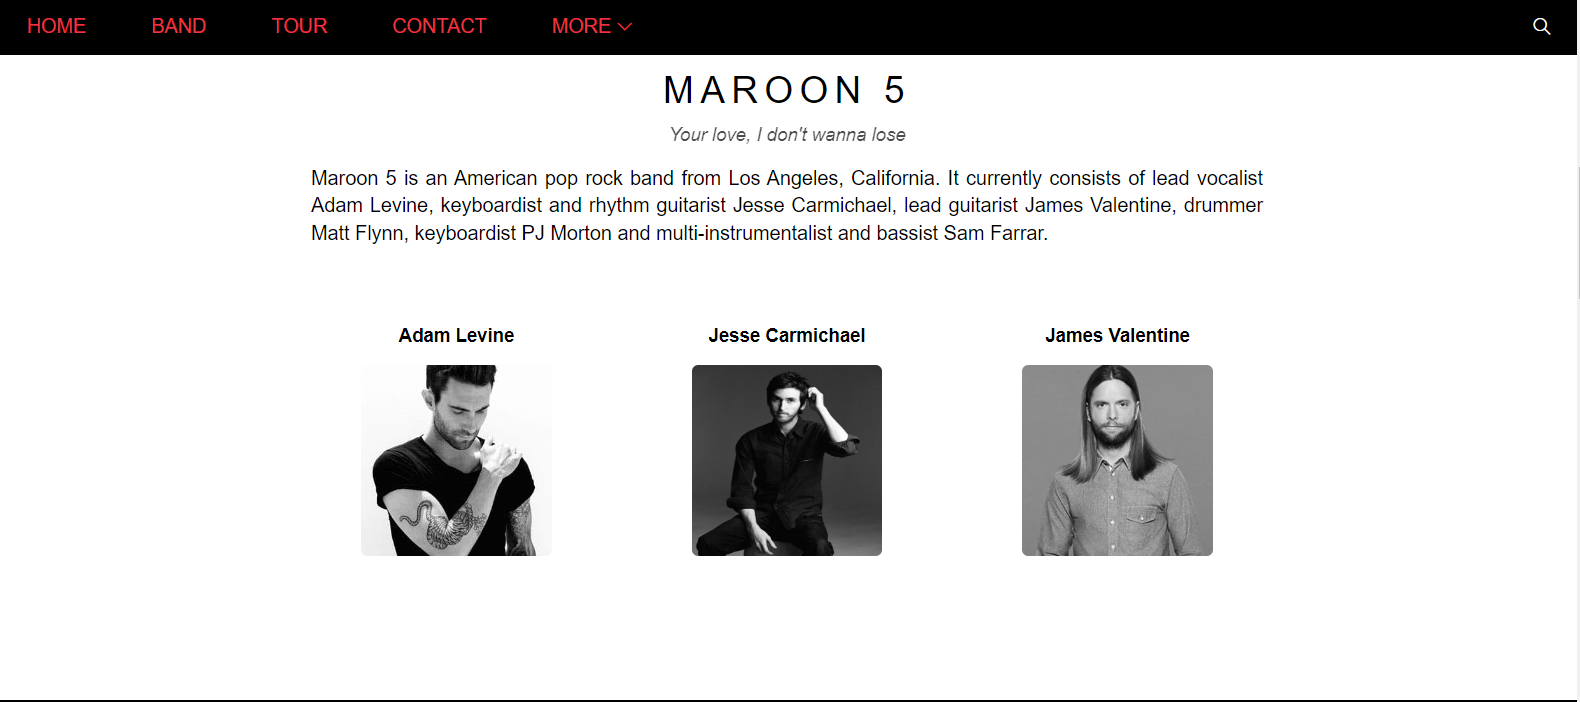 HOME BAND TOUR CONTACT MORE
MAROON 5
Your love, I don't wanna lose
Maroon 5 is an American pop rock band from Los Angeles, California. It currently consists of lead vocalist
Adam Levine, keyboardist and rhythm guitarist Jesse Carmichael, lead guitarist James Valentine, drummer
Matt Flynn, keyboardist PJ Morton and multi-instrumentalist and bassist Sam Farrar.
Adam Levine Jesse Carmichael James Valentine